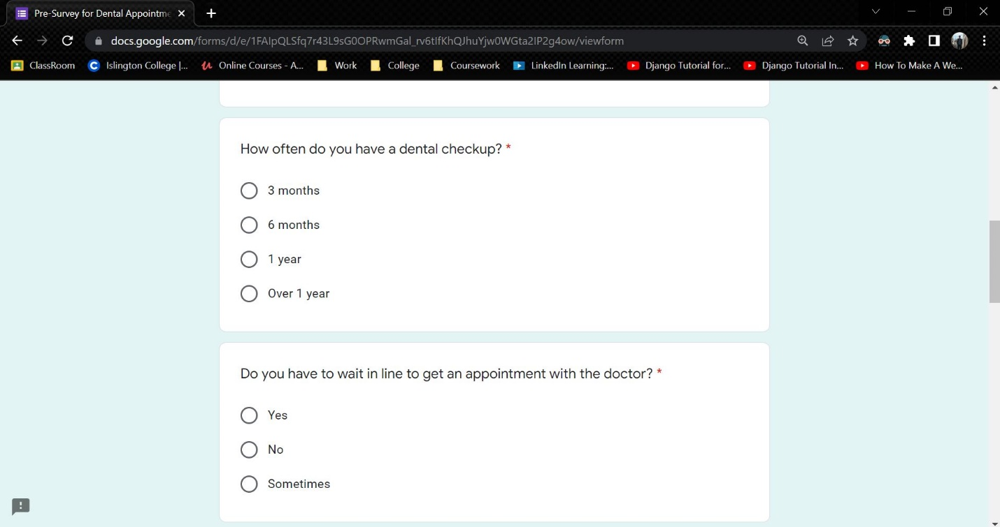 Pre-Survey for Dental Appointme
docs.google.com/forms/d/e/1FAIpQLSfq7r43L9sG0OPRwmGal_rv6tIfKhQJhuYjw0WGta2IP2g4ow/viewform
ClassRoom Islington College |... Online Courses - A... Work College Coursework LinkedIn Learning:... Django Tutorial for... Django Tutorial In... How To Make A We...
How often do you have a dental checkup? *
3 months
6 months
1 year
Over 1 year
Do you have to wait in line to get an appointment with the doctor? *
Yes
No
Sometimes